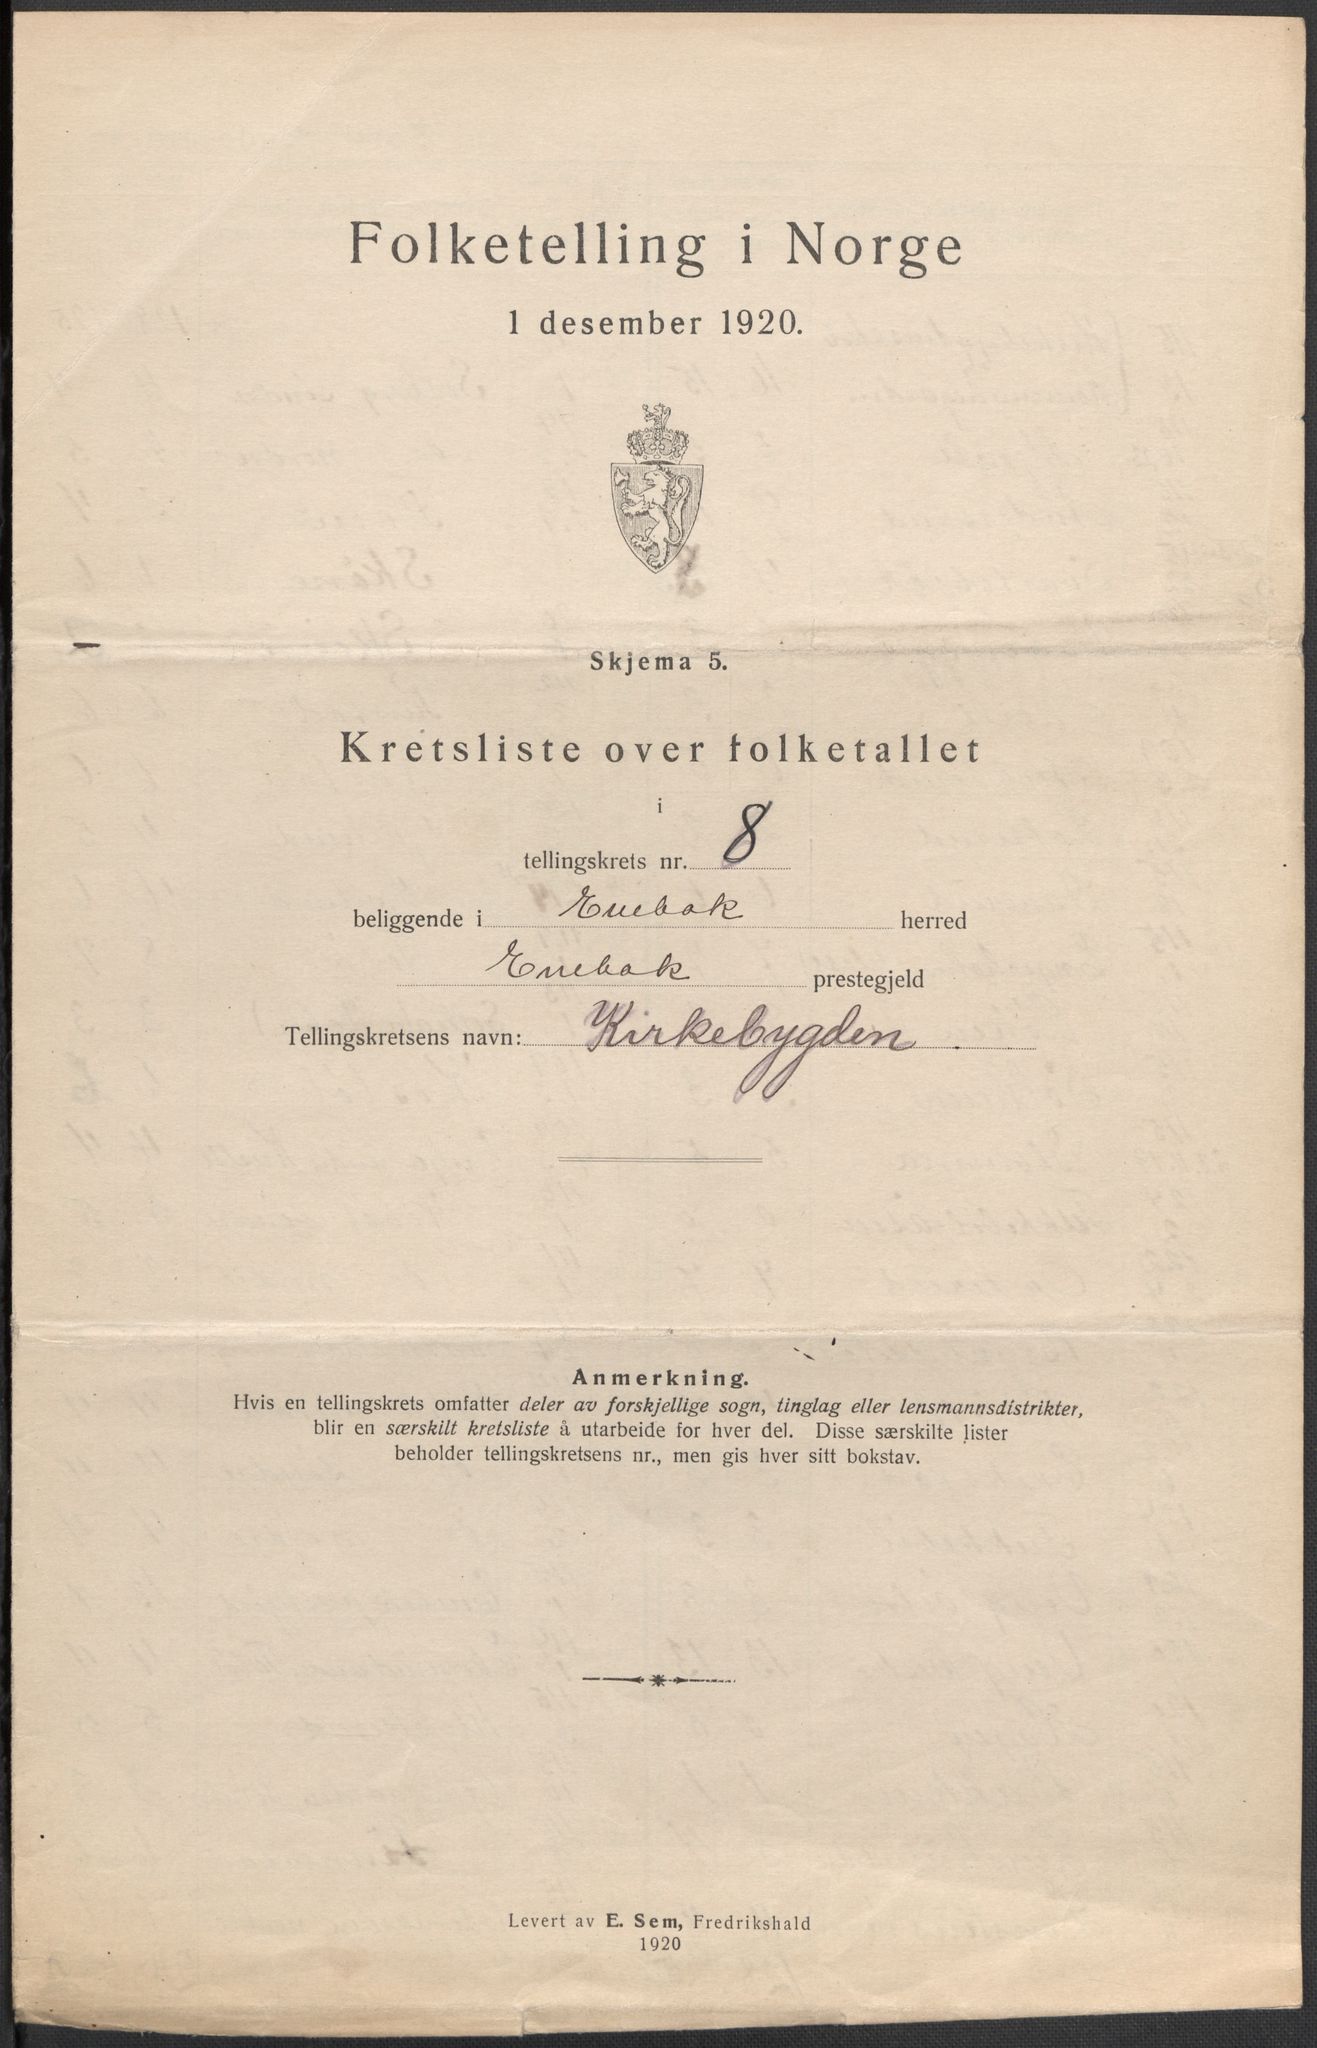 Folketelling i Norge
1 desember 1920.
Skjema 5.
Kretsliste over folketallet
i
tellingskrets nr. 8
beliggende i Enebak herred
Enebak prestegjeld
Tellingskretsens navn: Kirkebygden.
Anmerkning.
Hvis en tellingskrets omfatter deler av forskjellige sogn, tinglag eller lensmannsdistrikter,
blir en særskilt kretsliste å utarbeide for hver del. Disse særskilte lister
beholder tellingskretsens nr., men gis hver sitt bokstav.
Levert av E. Sem, Fredrikshald
1920